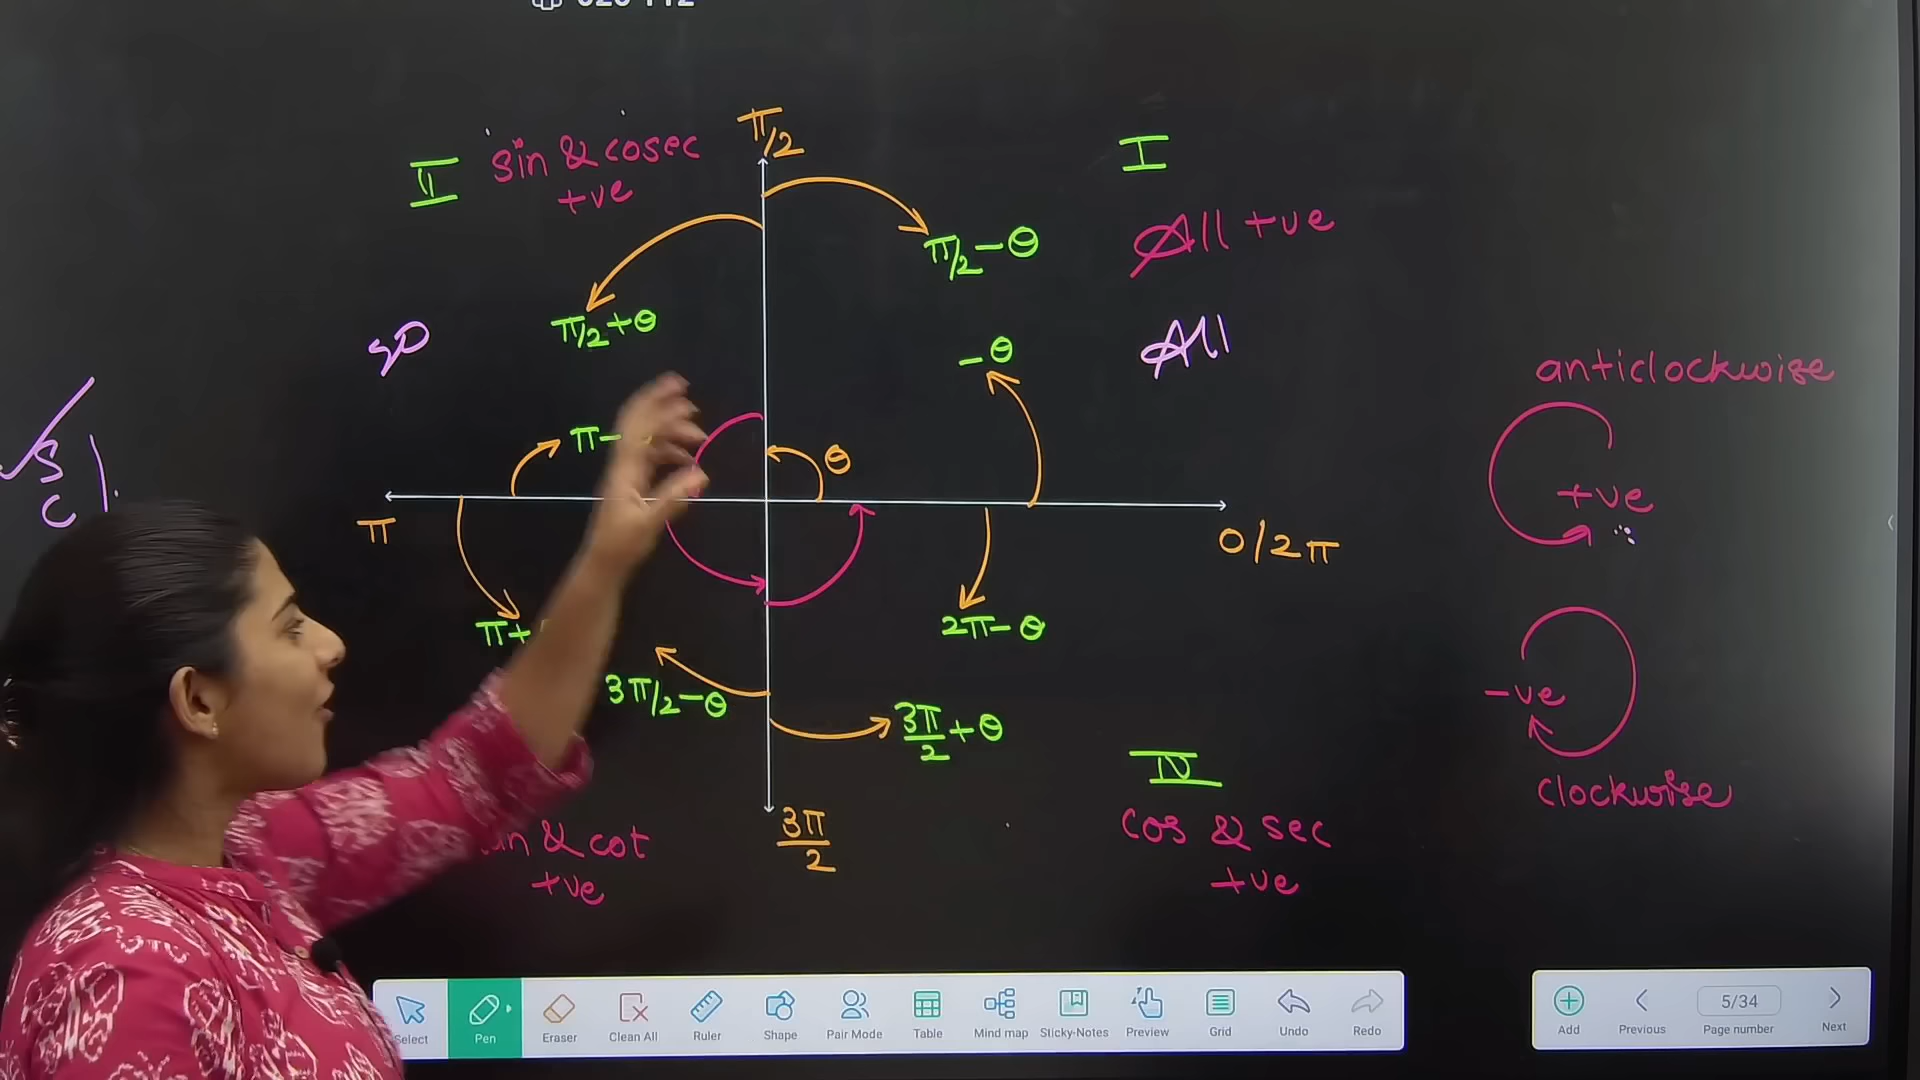 π/2
II sin & cosec
+ve
I
All +ve
π/2-θ
π/2+θ
-θ
All
anticlockwise
+ve
S
C
π-
θ
π
0/2π
π+
2π-θ
3π/2-θ
3π/2+θ
-ve
clockwise
IV
cos & sec
+ve
3π/2
& cot
+ve
Select
Pen
Eraser
Clean All
Ruler
Shape
Pair Mode
Table
Mind map
Sticky-Notes
Preview
Grid
Undo
Redo
Add
Previous
5/34
Page number
Next